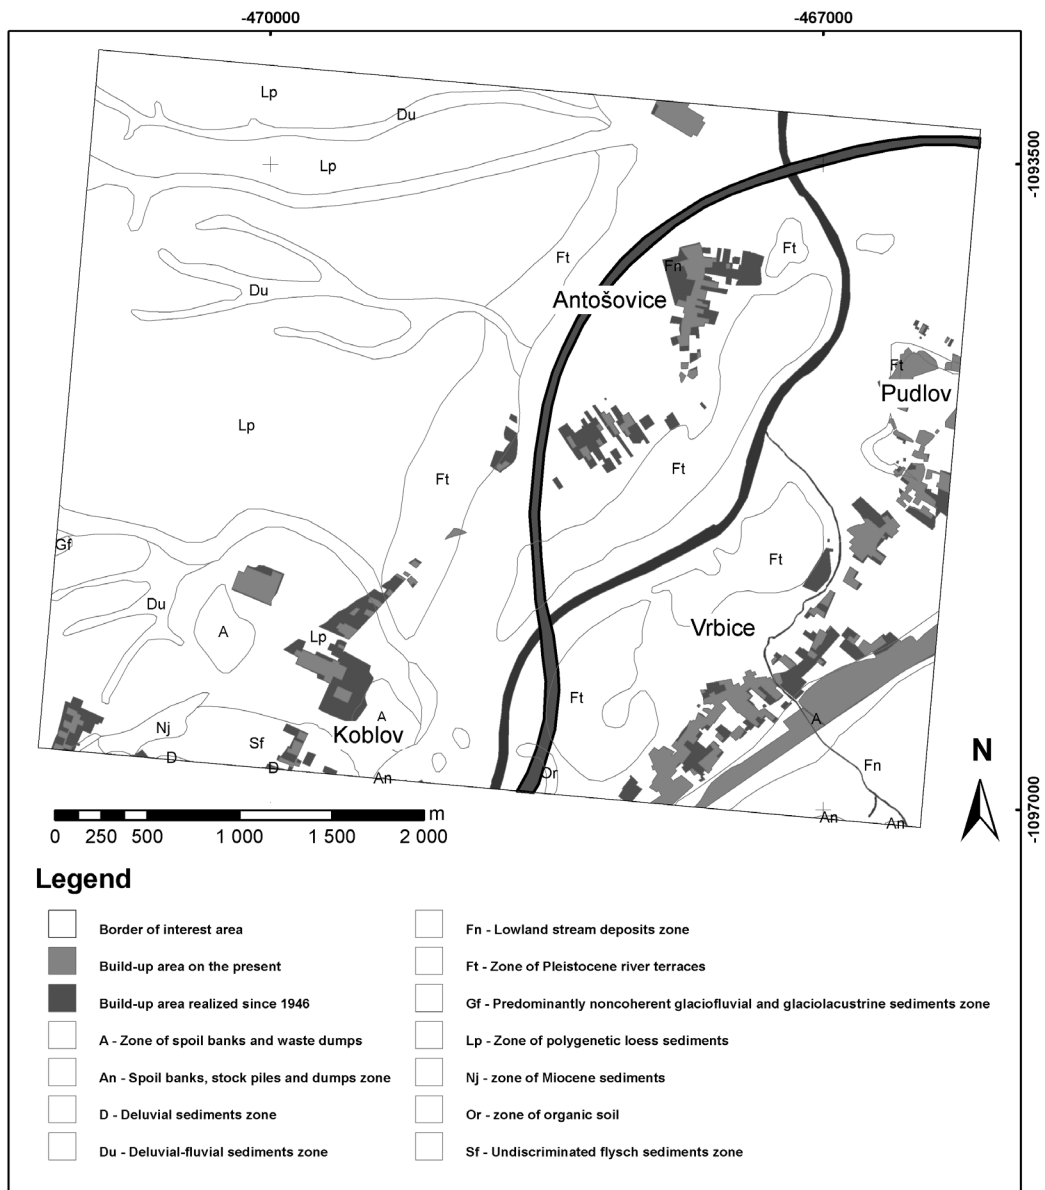 -470000
-467000
Lp
Du
Lp
-1093500
Ft
Ft
Fn
Du
Antošovice
Ft
Pudlov
Lp
Ft
Ft
Gf
Ft
Du
A
Lp
Vrbice
Ft
A
Nj
Sf
Koblov
A
D
D
An
Or
Fn
N
An
An
-1097000
0 250 500 1 000 1 500 2 000 m
Legend
Border of interest area
Build-up area on the present
Build-up area realized since 1946
A - Zone of spoil banks and waste dumps
An - Spoil banks, stock piles and dumps zone
D - Deluvial sediments zone
Du - Deluvial-fluvial sediments zone
Fn - Lowland stream deposits zone
Ft - Zone of Pleistocene river terraces
Gf - Predominantly noncoherent glaciofluvial and glaciolacustrine sediments zone
Lp - Zone of polygenetic loess sediments
Nj - zone of Miocene sediments
Or - zone of organic soil
Sf - Undiscriminated flysch sediments zone